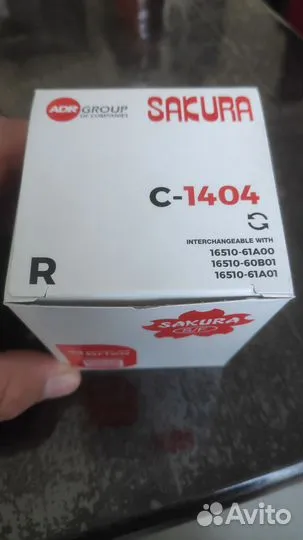 ADR GROUP
OF COMPANIES
SAKURA
C-1404
INTERCHANGEABLE WITH
16510-61A00
16510-60B01
16510-61A01
R
SAKURA
Avito